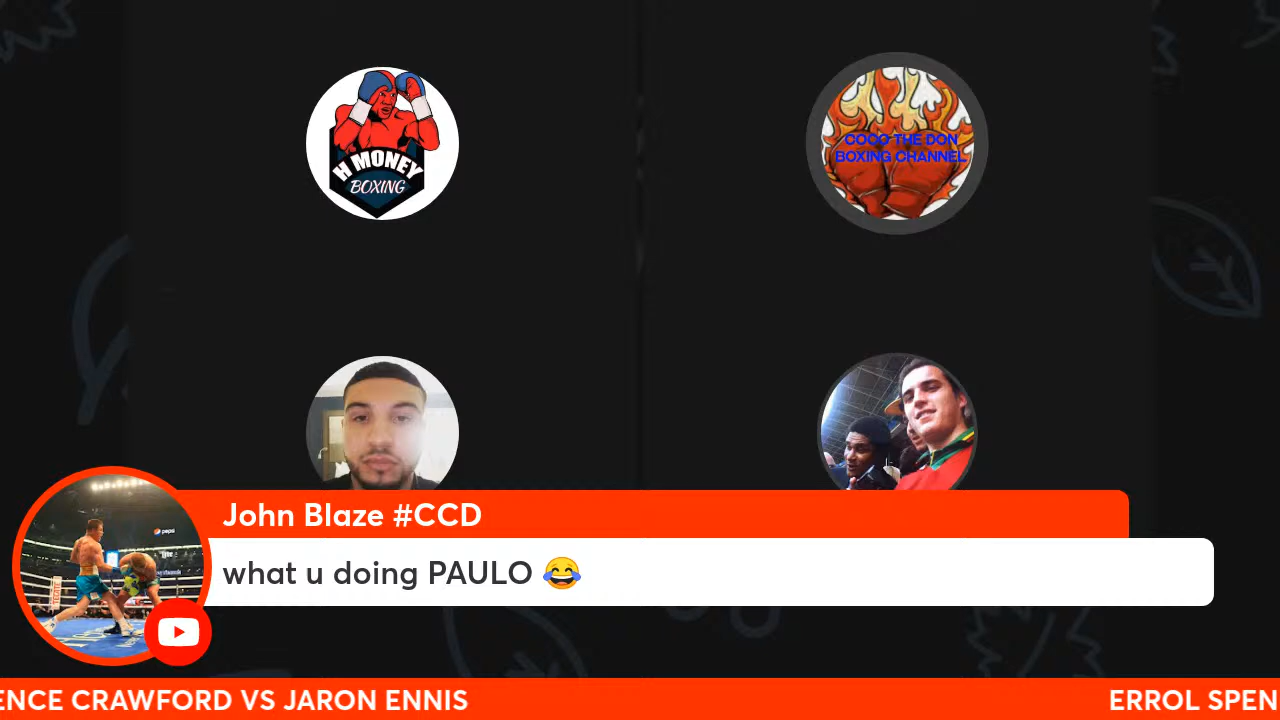 H MONEY
BOXING
COCO THE DON
BOXING CHANNEL
John Blaze #CCD
pepsi
what u doing PAULO 😂
ENCE CRAWFORD VS JARON ENNIS
ERROL SPEN